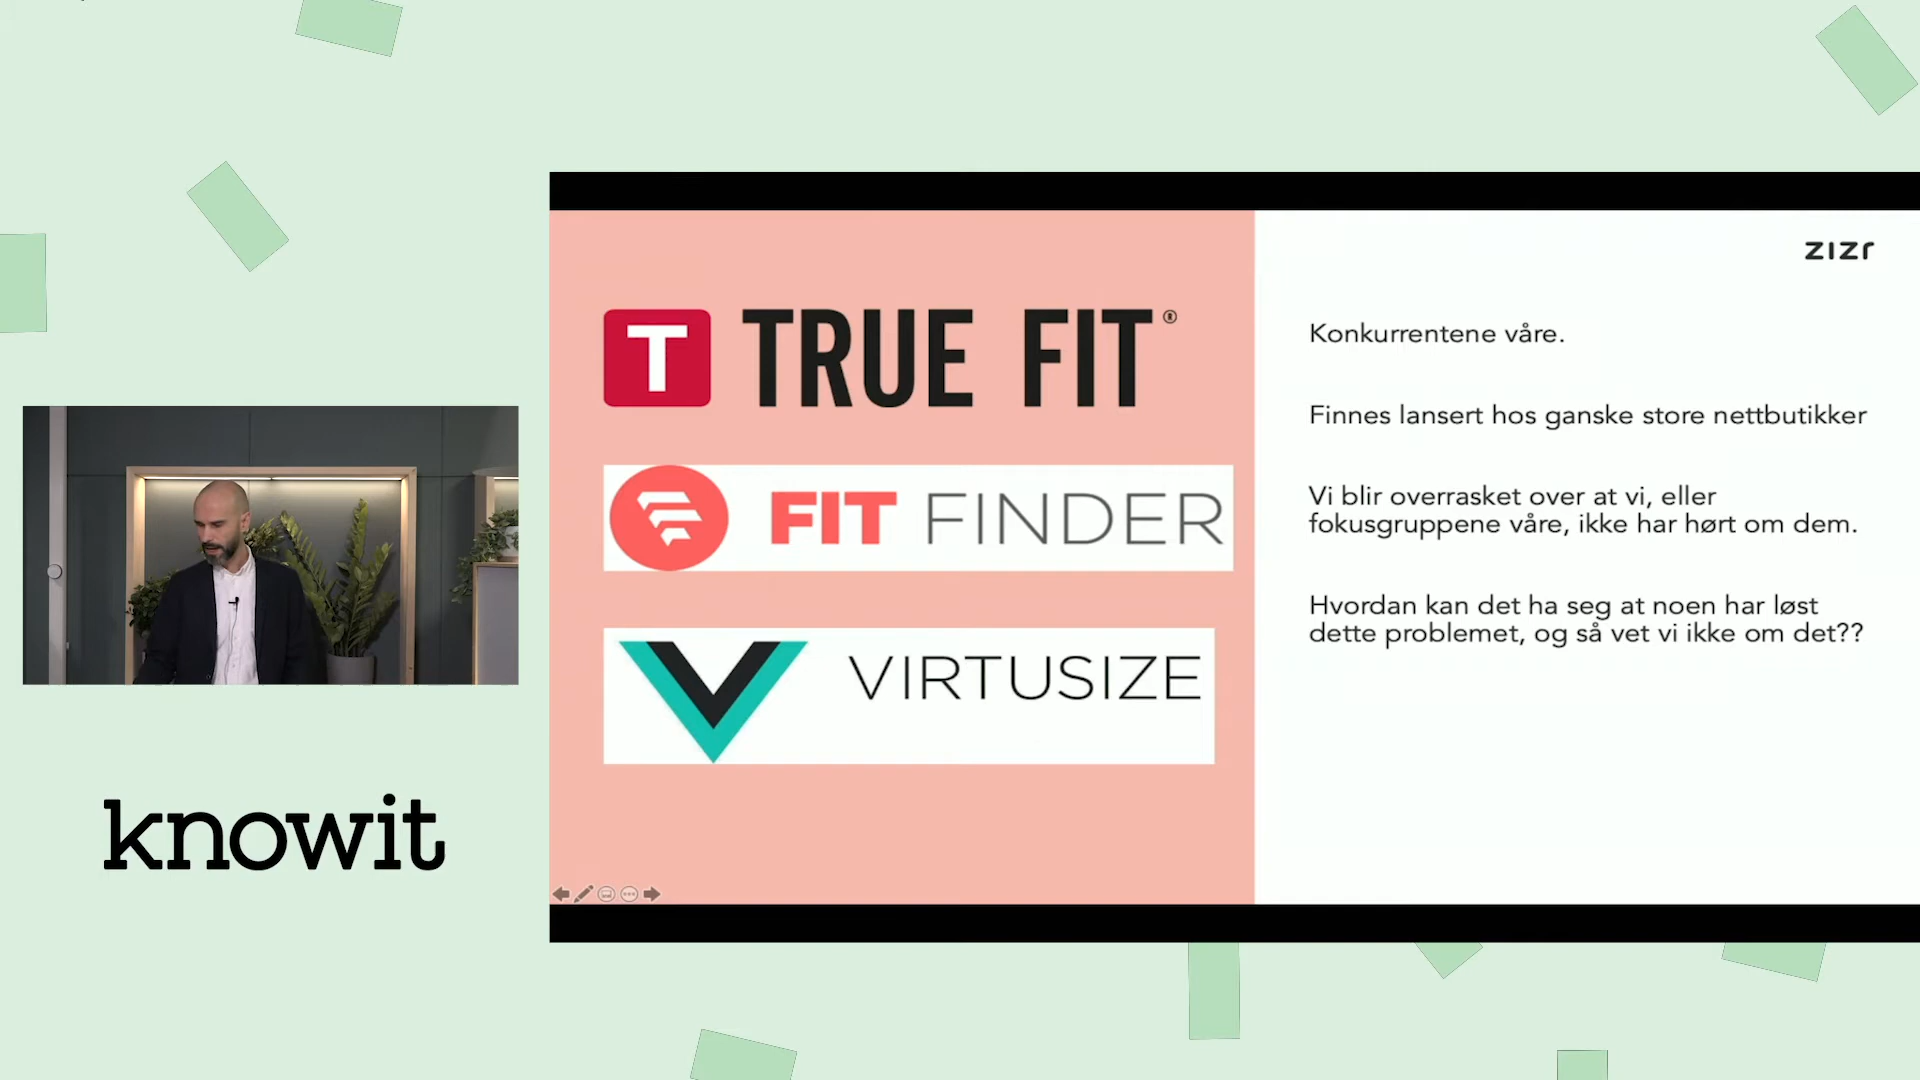 T TRUE FIT®
FIT FINDER
VIRTUSIZE
zizr
Konkurrentene våre.
Finnes lansert hos ganske store nettbutikker
Vi blir overrasket over at vi, eller
fokusgruppene våre, ikke har hørt om dem.
Hvordan kan det ha seg at noen har løst
dette problemet, og så vet vi ikke om det??
knowit